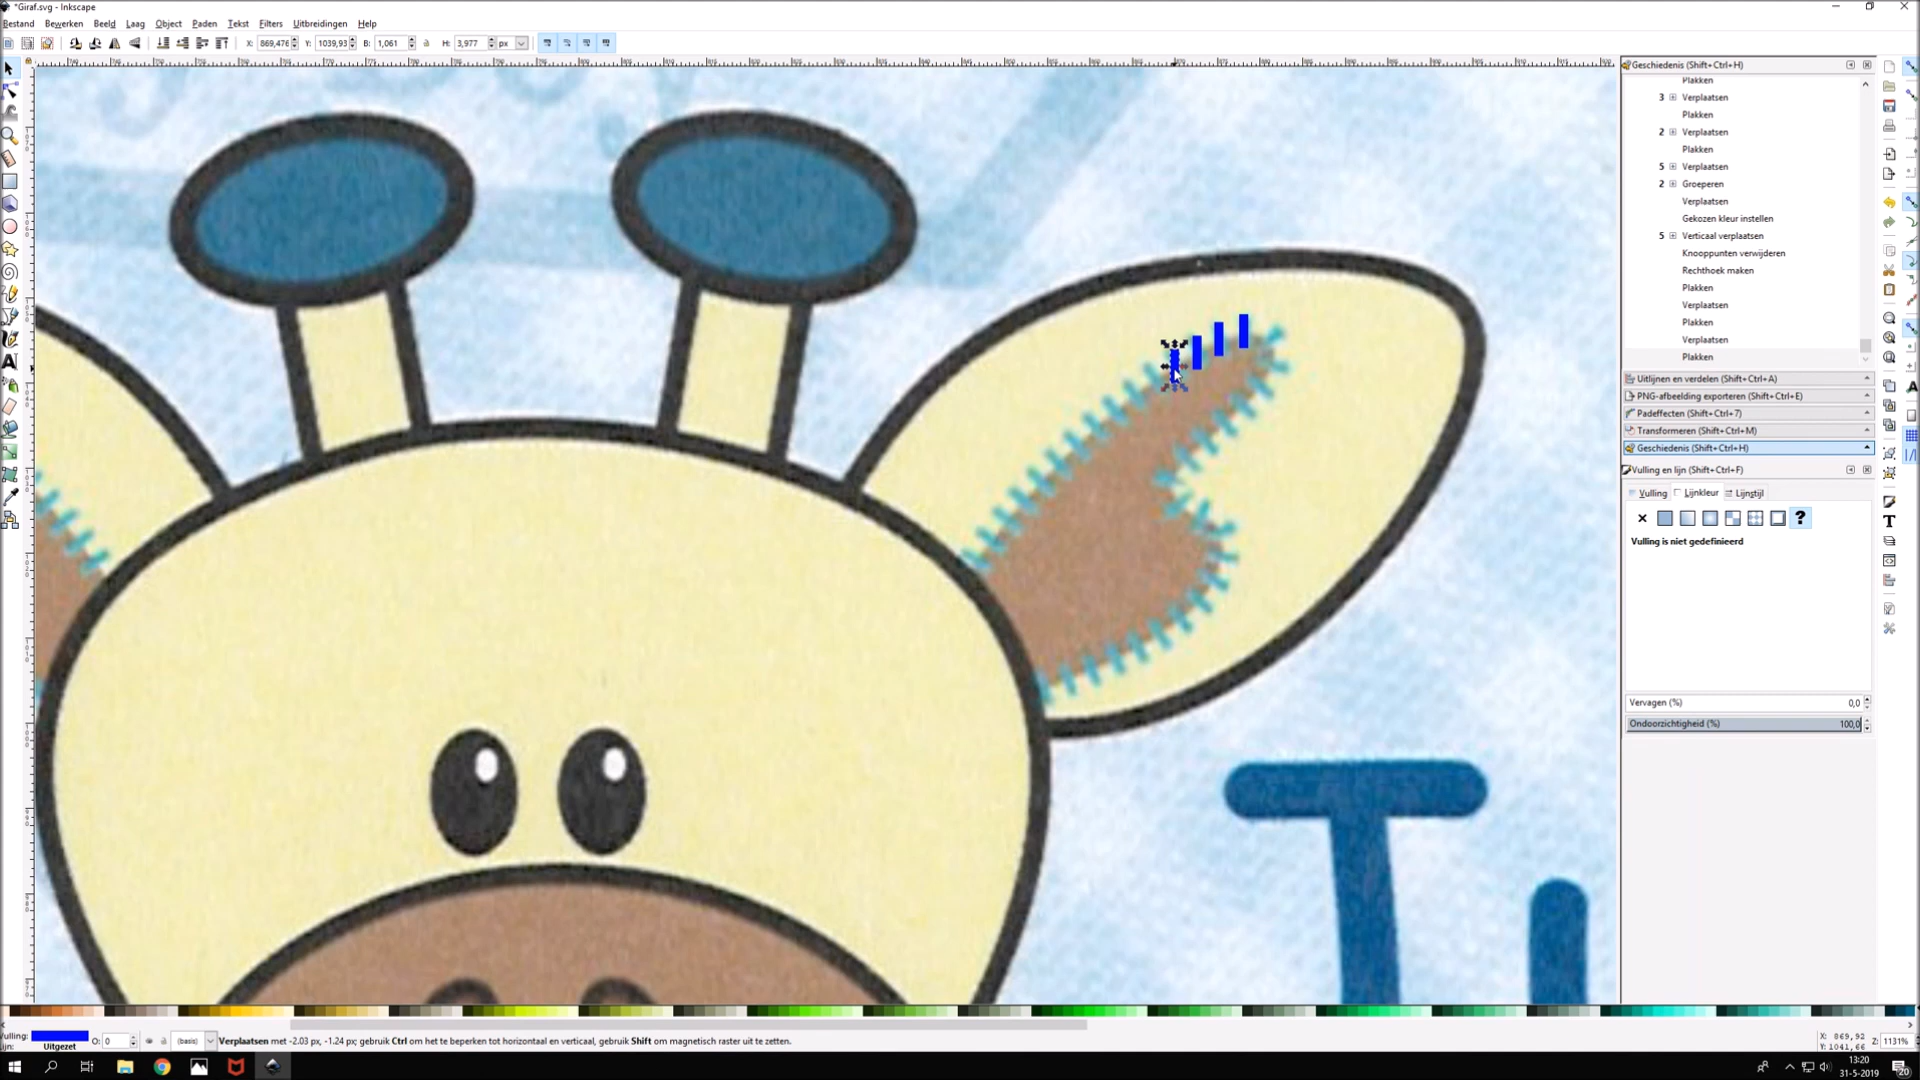 *Giraf.svg - Inkscape
Bestand Bewerken Beeld Laag Object Paden Tekst Filters Uitbreidingen Help
X: 869,476 Y: 1039,93 B: 1,061 H: 3,977 px
Geschiedenis (Shift+Ctrl+H)
Plakken
3 Verplaatsen
Plakken
2 Verplaatsen
Plakken
5 Verplaatsen
2 Groeperen
Verplaatsen
Gekozen kleur instellen
5 Verticaal verplaatsen
Knooppunten verwijderen
Rechthoek maken
Plakken
Verplaatsen
Plakken
Verplaatsen
Plakken
Uitlijnen en verdelen (Shift+Ctrl+A)
PNG-afbeelding exporteren (Shift+Ctrl+E)
Padeffecten (Shift+Ctrl+7)
Transformeren (Shift+Ctrl+M)
Geschiedenis (Shift+Ctrl+H)
Vulling en lijn (Shift+Ctrl+F)
Vulling Lijnkleur Lijnstijl
Vulling is niet gedefinieerd
Vervagen (%) 0,0
Ondoorzichtigheid (%) 100,0
T
Vulling: O: 0 (basis) Verplaatsen met -2.03 px, -1.24 px; gebruik Ctrl om het te beperken tot horizontaal en verticaal, gebruik Shift om magnetisch raster uit te zetten.
Lijn: Uitgezet
X: 869,92
Y: 1041,66
Z: 1131%
13:20
31-5-2019
20